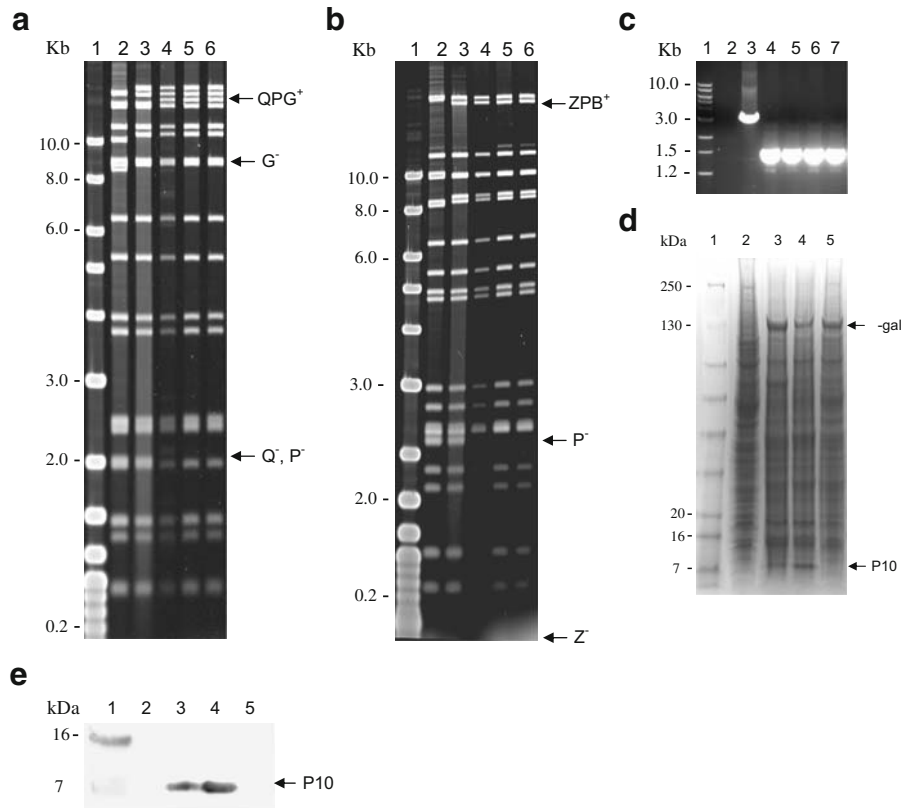 a
Kb 1 2 3 4 5 6
QPG⁺
10.0 -
G⁻
8.0 -
6.0 -
3.0 -
2.0 -
Q⁻, P⁻
0.2 -
b
Kb 1 2 3 4 5 6
ZPB⁺
10.0 -
8.0 -
6.0 -
3.0 -
P⁻
2.0 -
0.2 -
Z⁻
c
Kb 1 2 3 4 5 6 7
10.0 -
3.0 -
1.5 -
1.2 -
d
kDa 1 2 3 4 5
250 -
130 -
-gal
20 -
16 -
7 -
P10
e
kDa 1 2 3 4 5
16 -
7
P10